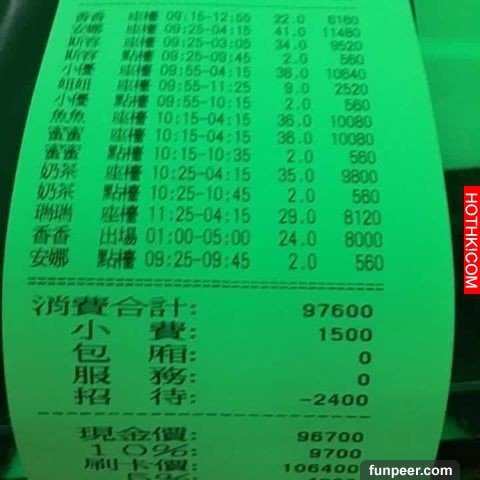 香香 座檯 09:15-12:55 22.0 6160
安娜 座檯 09:25-04:15 41.0 11480
斯容 座檯 09:25-03:05 34.0 9520
斯容 點檯 09:25-09:45 2.0 560
小優 座檯 09:55-04:15 38.0 10640
妞妞 座檯 09:55-11:25 9.0 2520
小優 點檯 09:55-10:15 2.0 560
魚魚 座檯 10:15-04:15 36.0 10080
蜜蜜 座檯 10:15-04:15 36.0 10080
蜜蜜 點檯 10:15-10:35 2.0 560
奶茶 座檯 10:25-04:15 35.0 9800
奶茶 點檯 10:25-10:45 2.0 560
瑞瑞 座檯 11:25-04:15 29.0 8120
香香 出場 01:00-05:00 24.0 8000
安娜 點檯 09:25-09:45 2.0 560
消費合計: 97600
小費: 1500
包廂: 0
服務: 0
招待: -2400
現金價: 96700
10%: 9700
刷卡價: 106400
5%
HOTHK!COM
funpeer.com